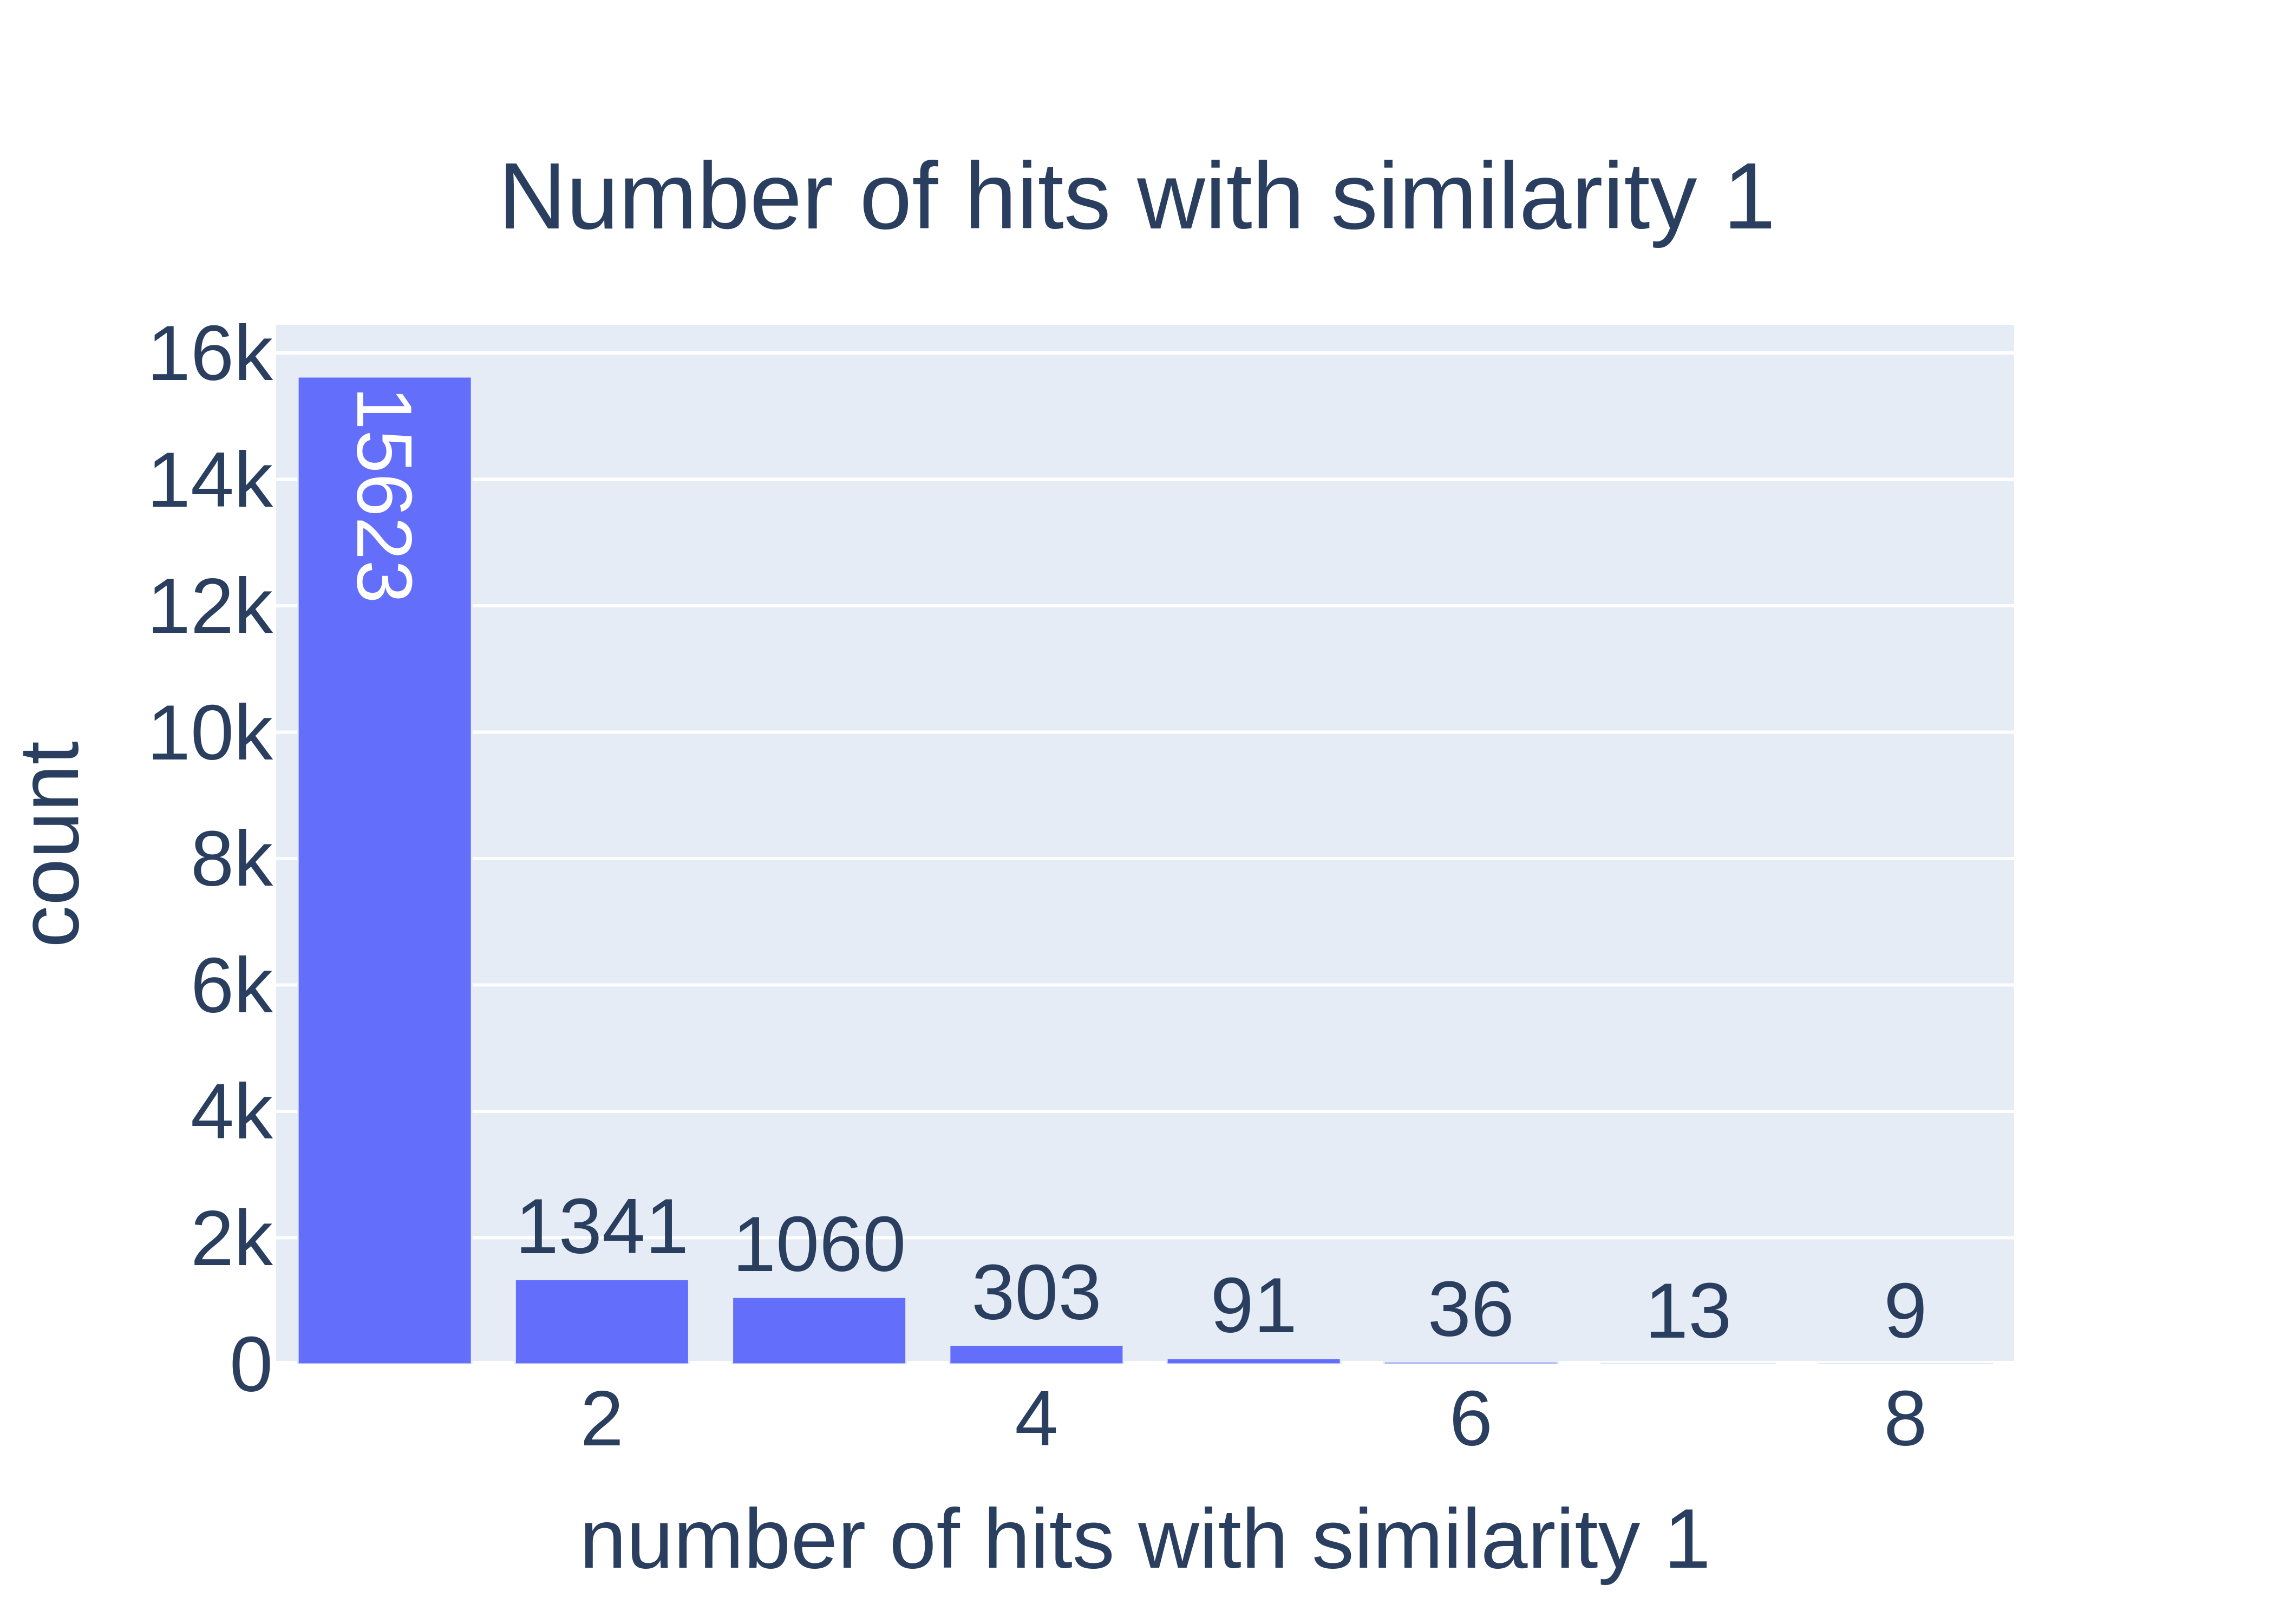 Number of hits with similarity 1
16k
14k
12k
10k
8k
6k
4k
2k
0
count
15623
1341
1060
303
91
36
13
9
2
4
6
8
number of hits with similarity 1